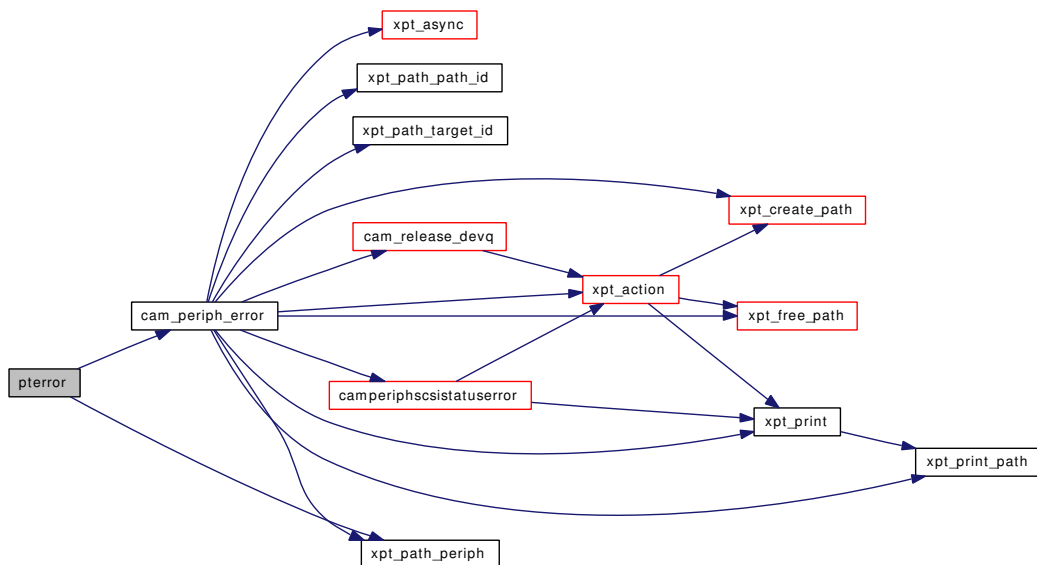 xpt_async
xpt_path_path_id
xpt_path_target_id
xpt_create_path
cam_release_devq
xpt_action
cam_periph_error
xpt_free_path
pterror
camperiphscsistatuserror
xpt_print
xpt_print_path
xpt_path_periph